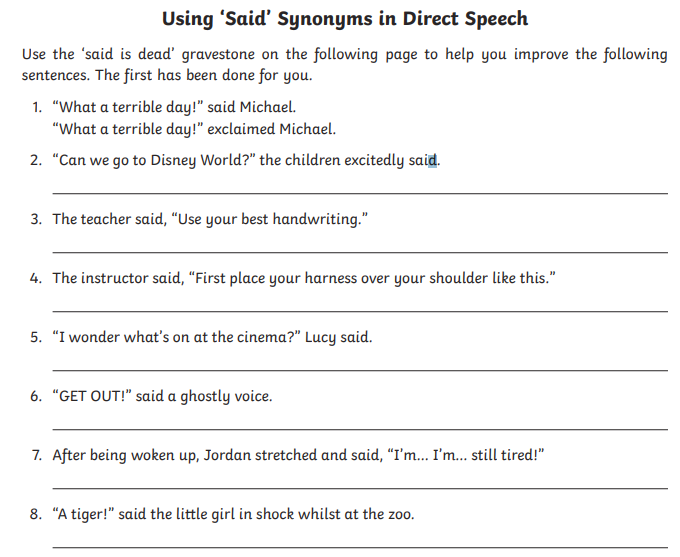 Using ‘Said’ Synonyms in Direct Speech
Use the ‘said is dead’ gravestone on the following page to help you improve the following
sentences. The first has been done for you.
1. “What a terrible day!” said Michael.
“What a terrible day!” exclaimed Michael.
2. “Can we go to Disney World?” the children excitedly said.
3. The teacher said, “Use your best handwriting.”
4. The instructor said, “First place your harness over your shoulder like this.”
5. “I wonder what’s on at the cinema?” Lucy said.
6. “GET OUT!” said a ghostly voice.
7. After being woken up, Jordan stretched and said, “I’m... I’m... still tired!”
8. “A tiger!” said the little girl in shock whilst at the zoo.